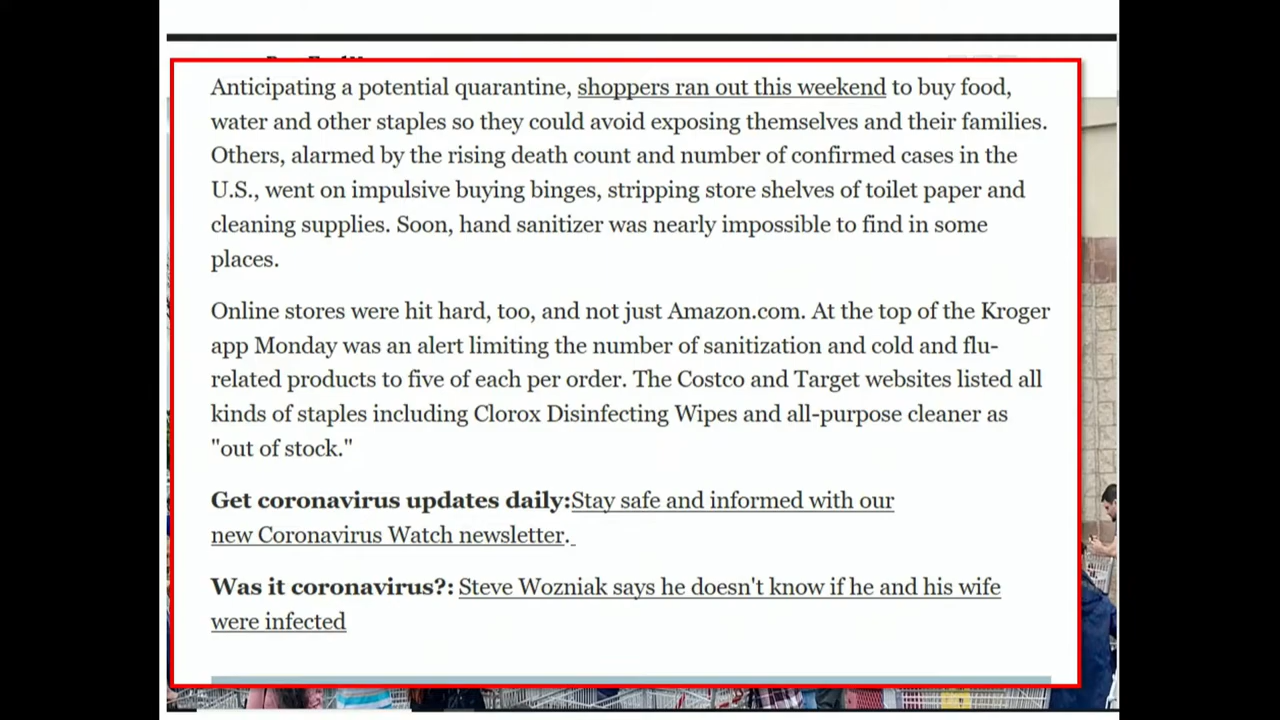 Anticipating a potential quarantine, shoppers ran out this weekend to buy food,
water and other staples so they could avoid exposing themselves and their families.
Others, alarmed by the rising death count and number of confirmed cases in the
U.S., went on impulsive buying binges, stripping store shelves of toilet paper and
cleaning supplies. Soon, hand sanitizer was nearly impossible to find in some
places.
Online stores were hit hard, too, and not just Amazon.com. At the top of the Kroger
app Monday was an alert limiting the number of sanitization and cold and flu-
related products to five of each per order. The Costco and Target websites listed all
kinds of staples including Clorox Disinfecting Wipes and all-purpose cleaner as
"out of stock."
Get coronavirus updates daily:Stay safe and informed with our
new Coronavirus Watch newsletter.
Was it coronavirus?: Steve Wozniak says he doesn't know if he and his wife
were infected